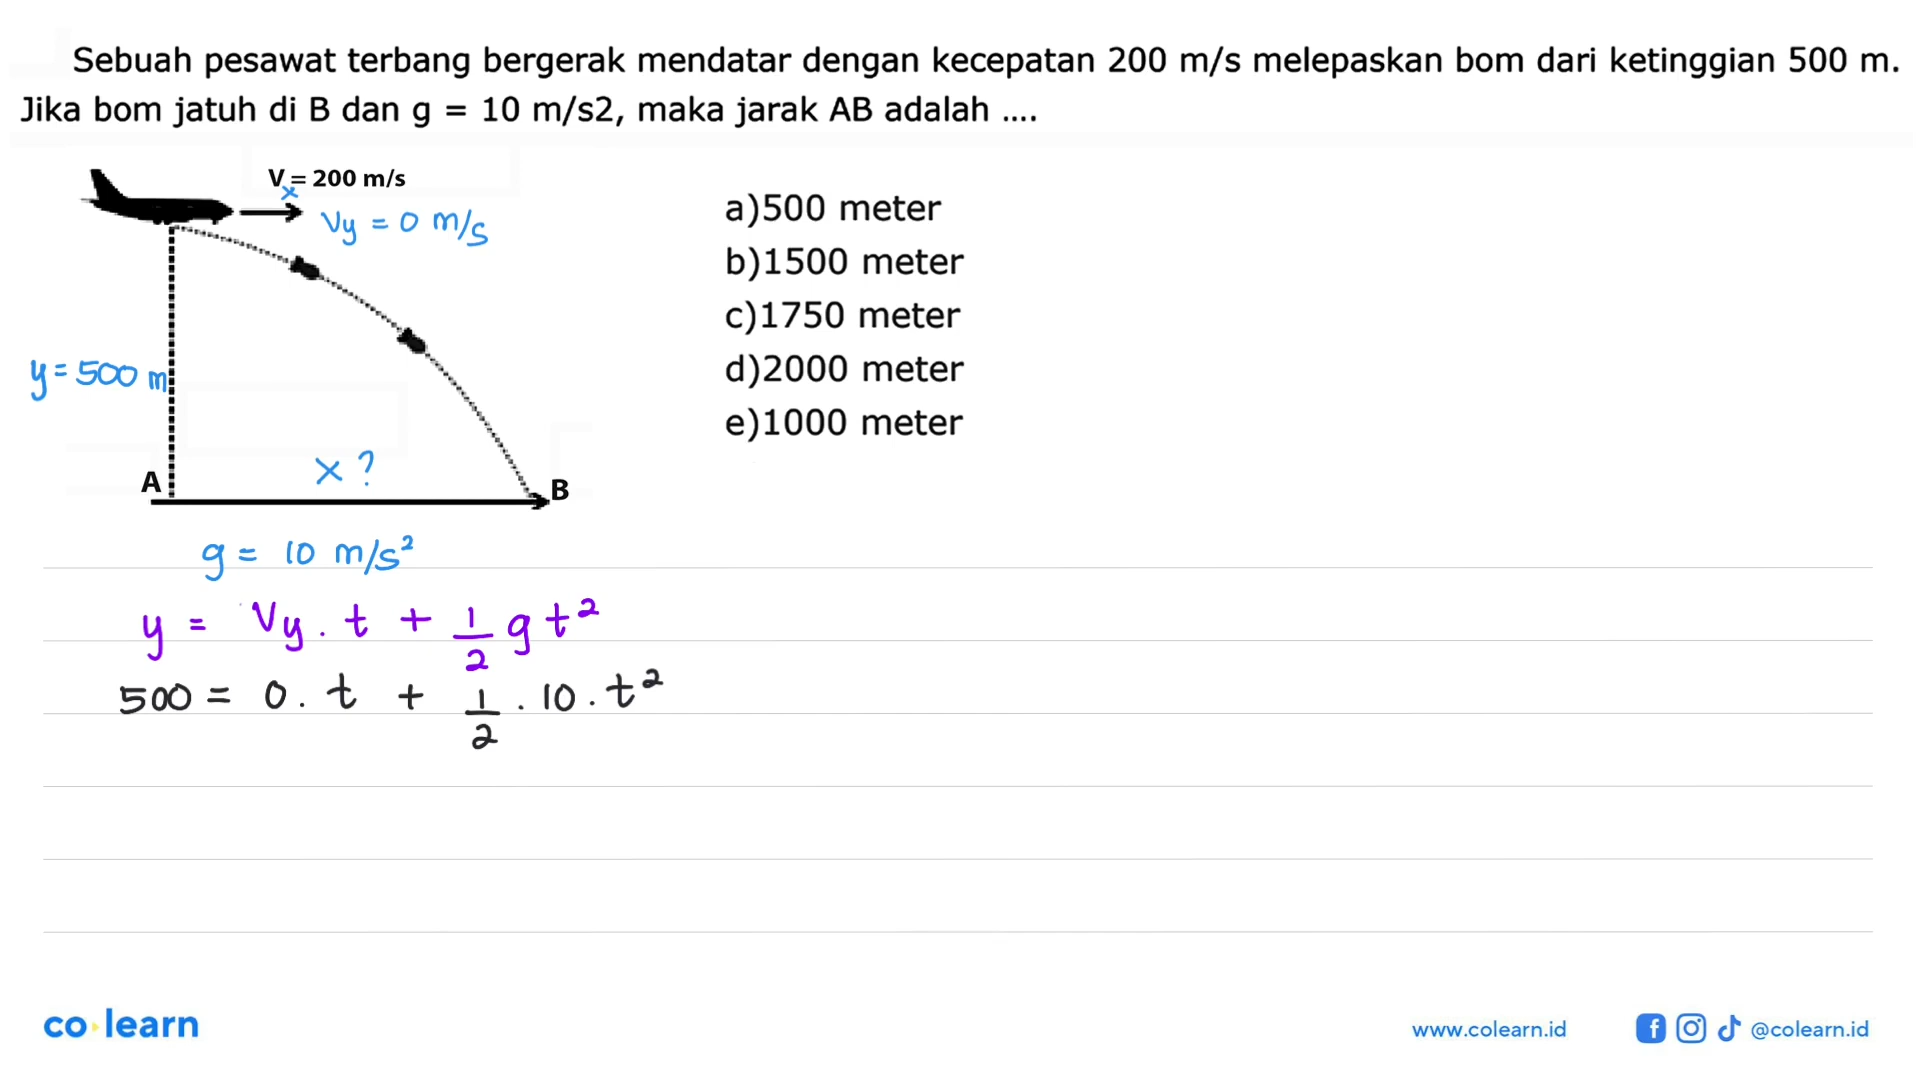 Sebuah pesawat terbang bergerak mendatar dengan kecepatan 200 m/s melepaskan bom dari ketinggian 500 m.
Jika bom jatuh di B dan g = 10 m/s2, maka jarak AB adalah ....
V = 200 m/s
x
Vy = 0 m/s
y = 500 m
x ?
A
B
g = 10 m/s²
a)500 meter
b)1500 meter
c)1750 meter
d)2000 meter
e)1000 meter
y = Vy . t + 1/2 g t²
500 = 0 . t + 1/2 . 10 . t²
co learn
www.colearn.id
@colearn.id